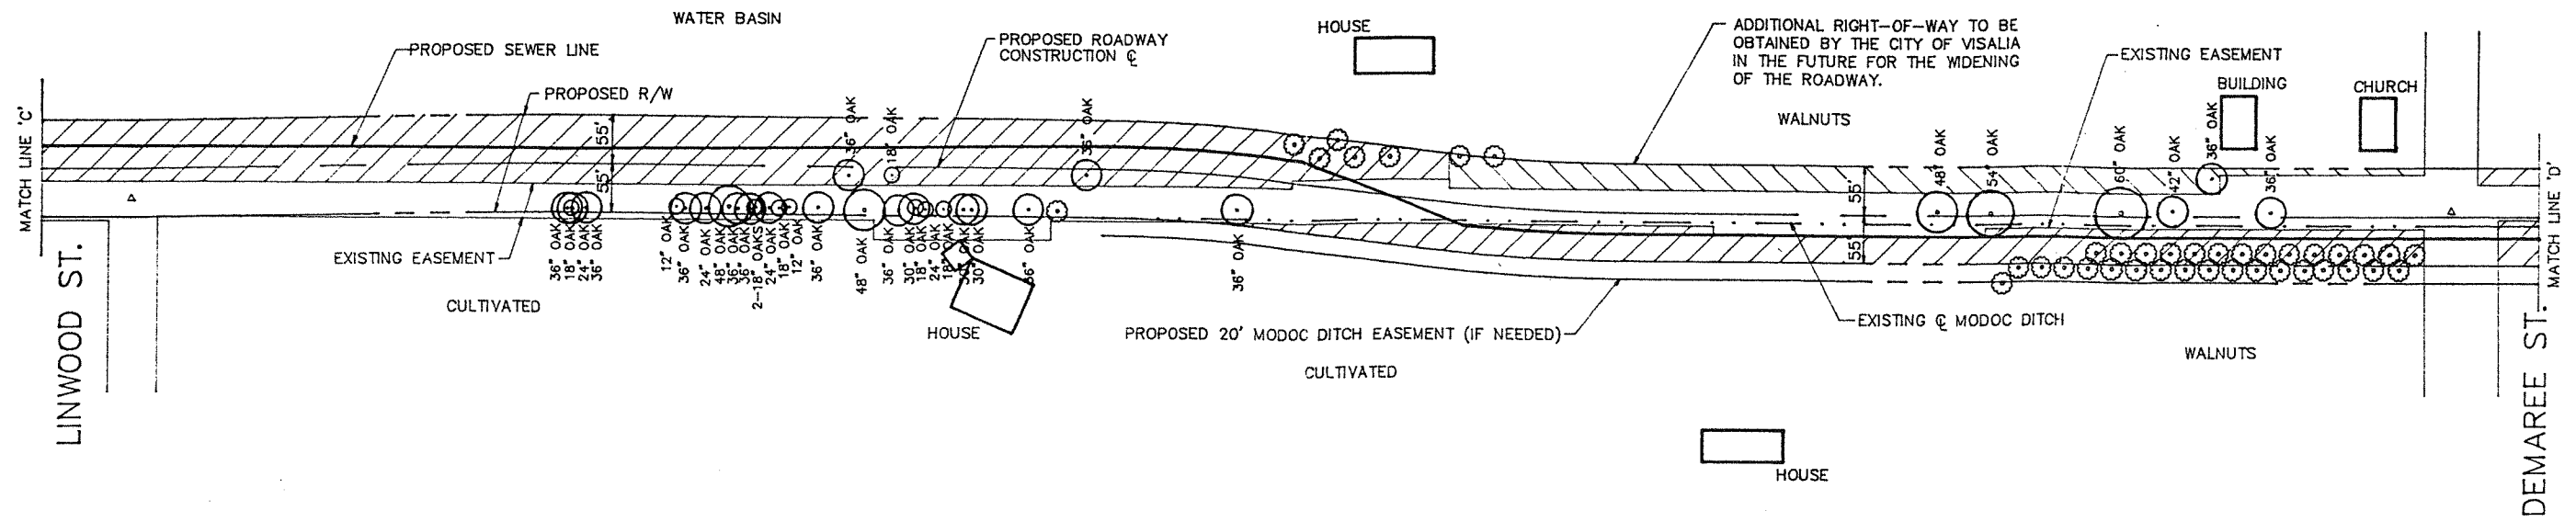 WATER BASIN
HOUSE
ADDITIONAL RIGHT-OF-WAY TO BE
OBTAINED BY THE CITY OF VISALIA
IN THE FUTURE FOR THE WIDENING
OF THE ROADWAY.
PROPOSED SEWER LINE
PROPOSED ROADWAY
CONSTRUCTION ℄
EXISTING EASEMENT
BUILDING
CHURCH
PROPOSED R/W
WALNUTS
MATCH LINE 'C'
55'
55'
36" OAK
18" OAK
36" OAK
55'
55'
48" OAK
54" OAK
60" OAK
42" OAK
36" OAK
36" OAK
MATCH LINE 'D'
EXISTING EASEMENT
36" OAK
18" OAK
24" OAK
36" OAK
12" OAK
36" OAK
24" OAK
48" OAK
36" OAK
36" OAK
2-18" OAKS
24" OAK
18" OAK
12" OAK
36" OAK
48" OAK
36" OAK
30" OAK
18" OAK
24" OAK
18" OAK
30" OAK
36" OAK
LINWOOD ST.
CULTIVATED
HOUSE
PROPOSED 20' MODOC DITCH EASEMENT (IF NEEDED)
EXISTING ℄ MODOC DITCH
CULTIVATED
WALNUTS
HOUSE
DEMAREE ST.